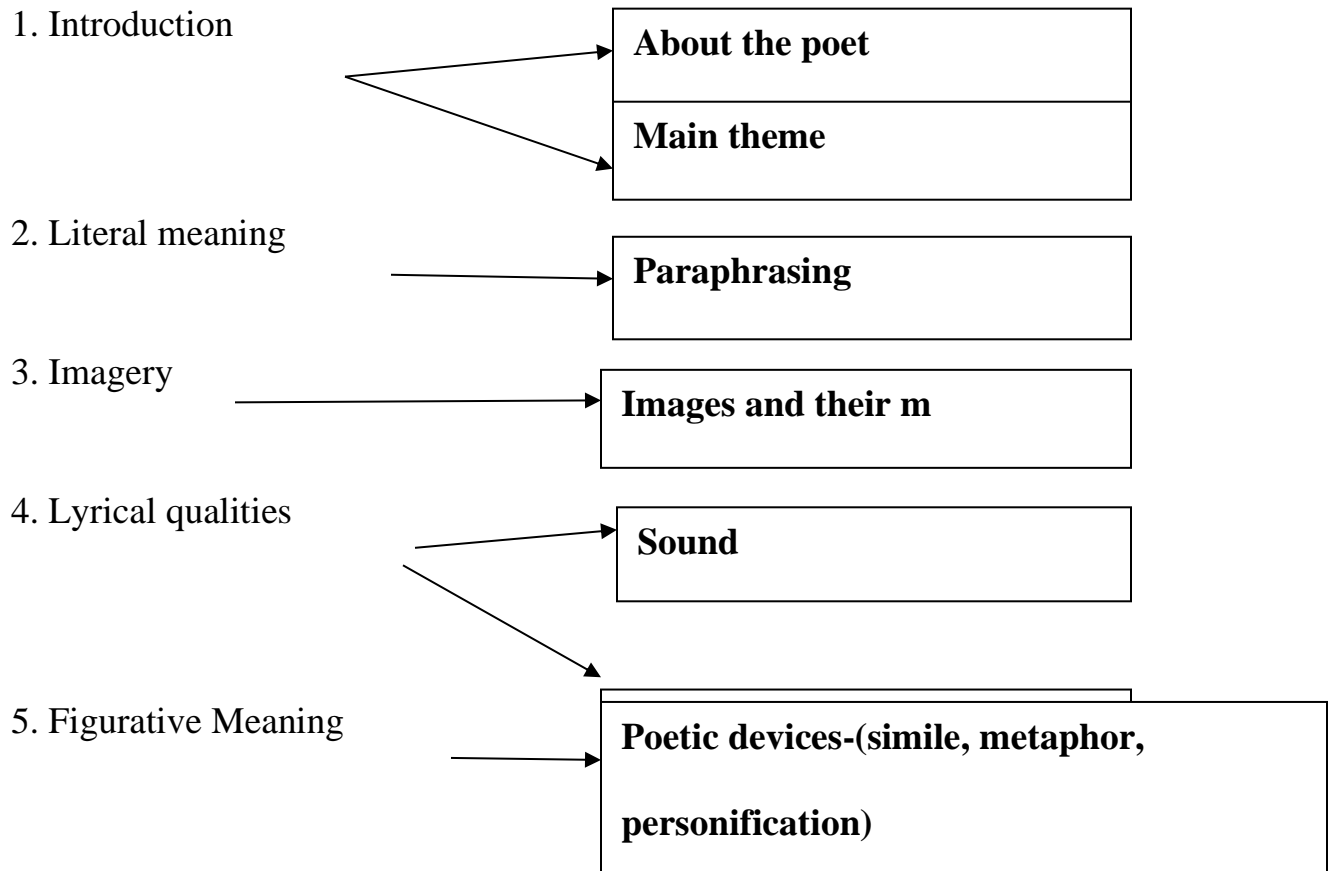 1. Introduction
About the poet
Main theme
2. Literal meaning
Paraphrasing
3. Imagery
Images and their m
4. Lyrical qualities
Sound
5. Figurative Meaning
Poetic devices-(simile, metaphor,
personification)